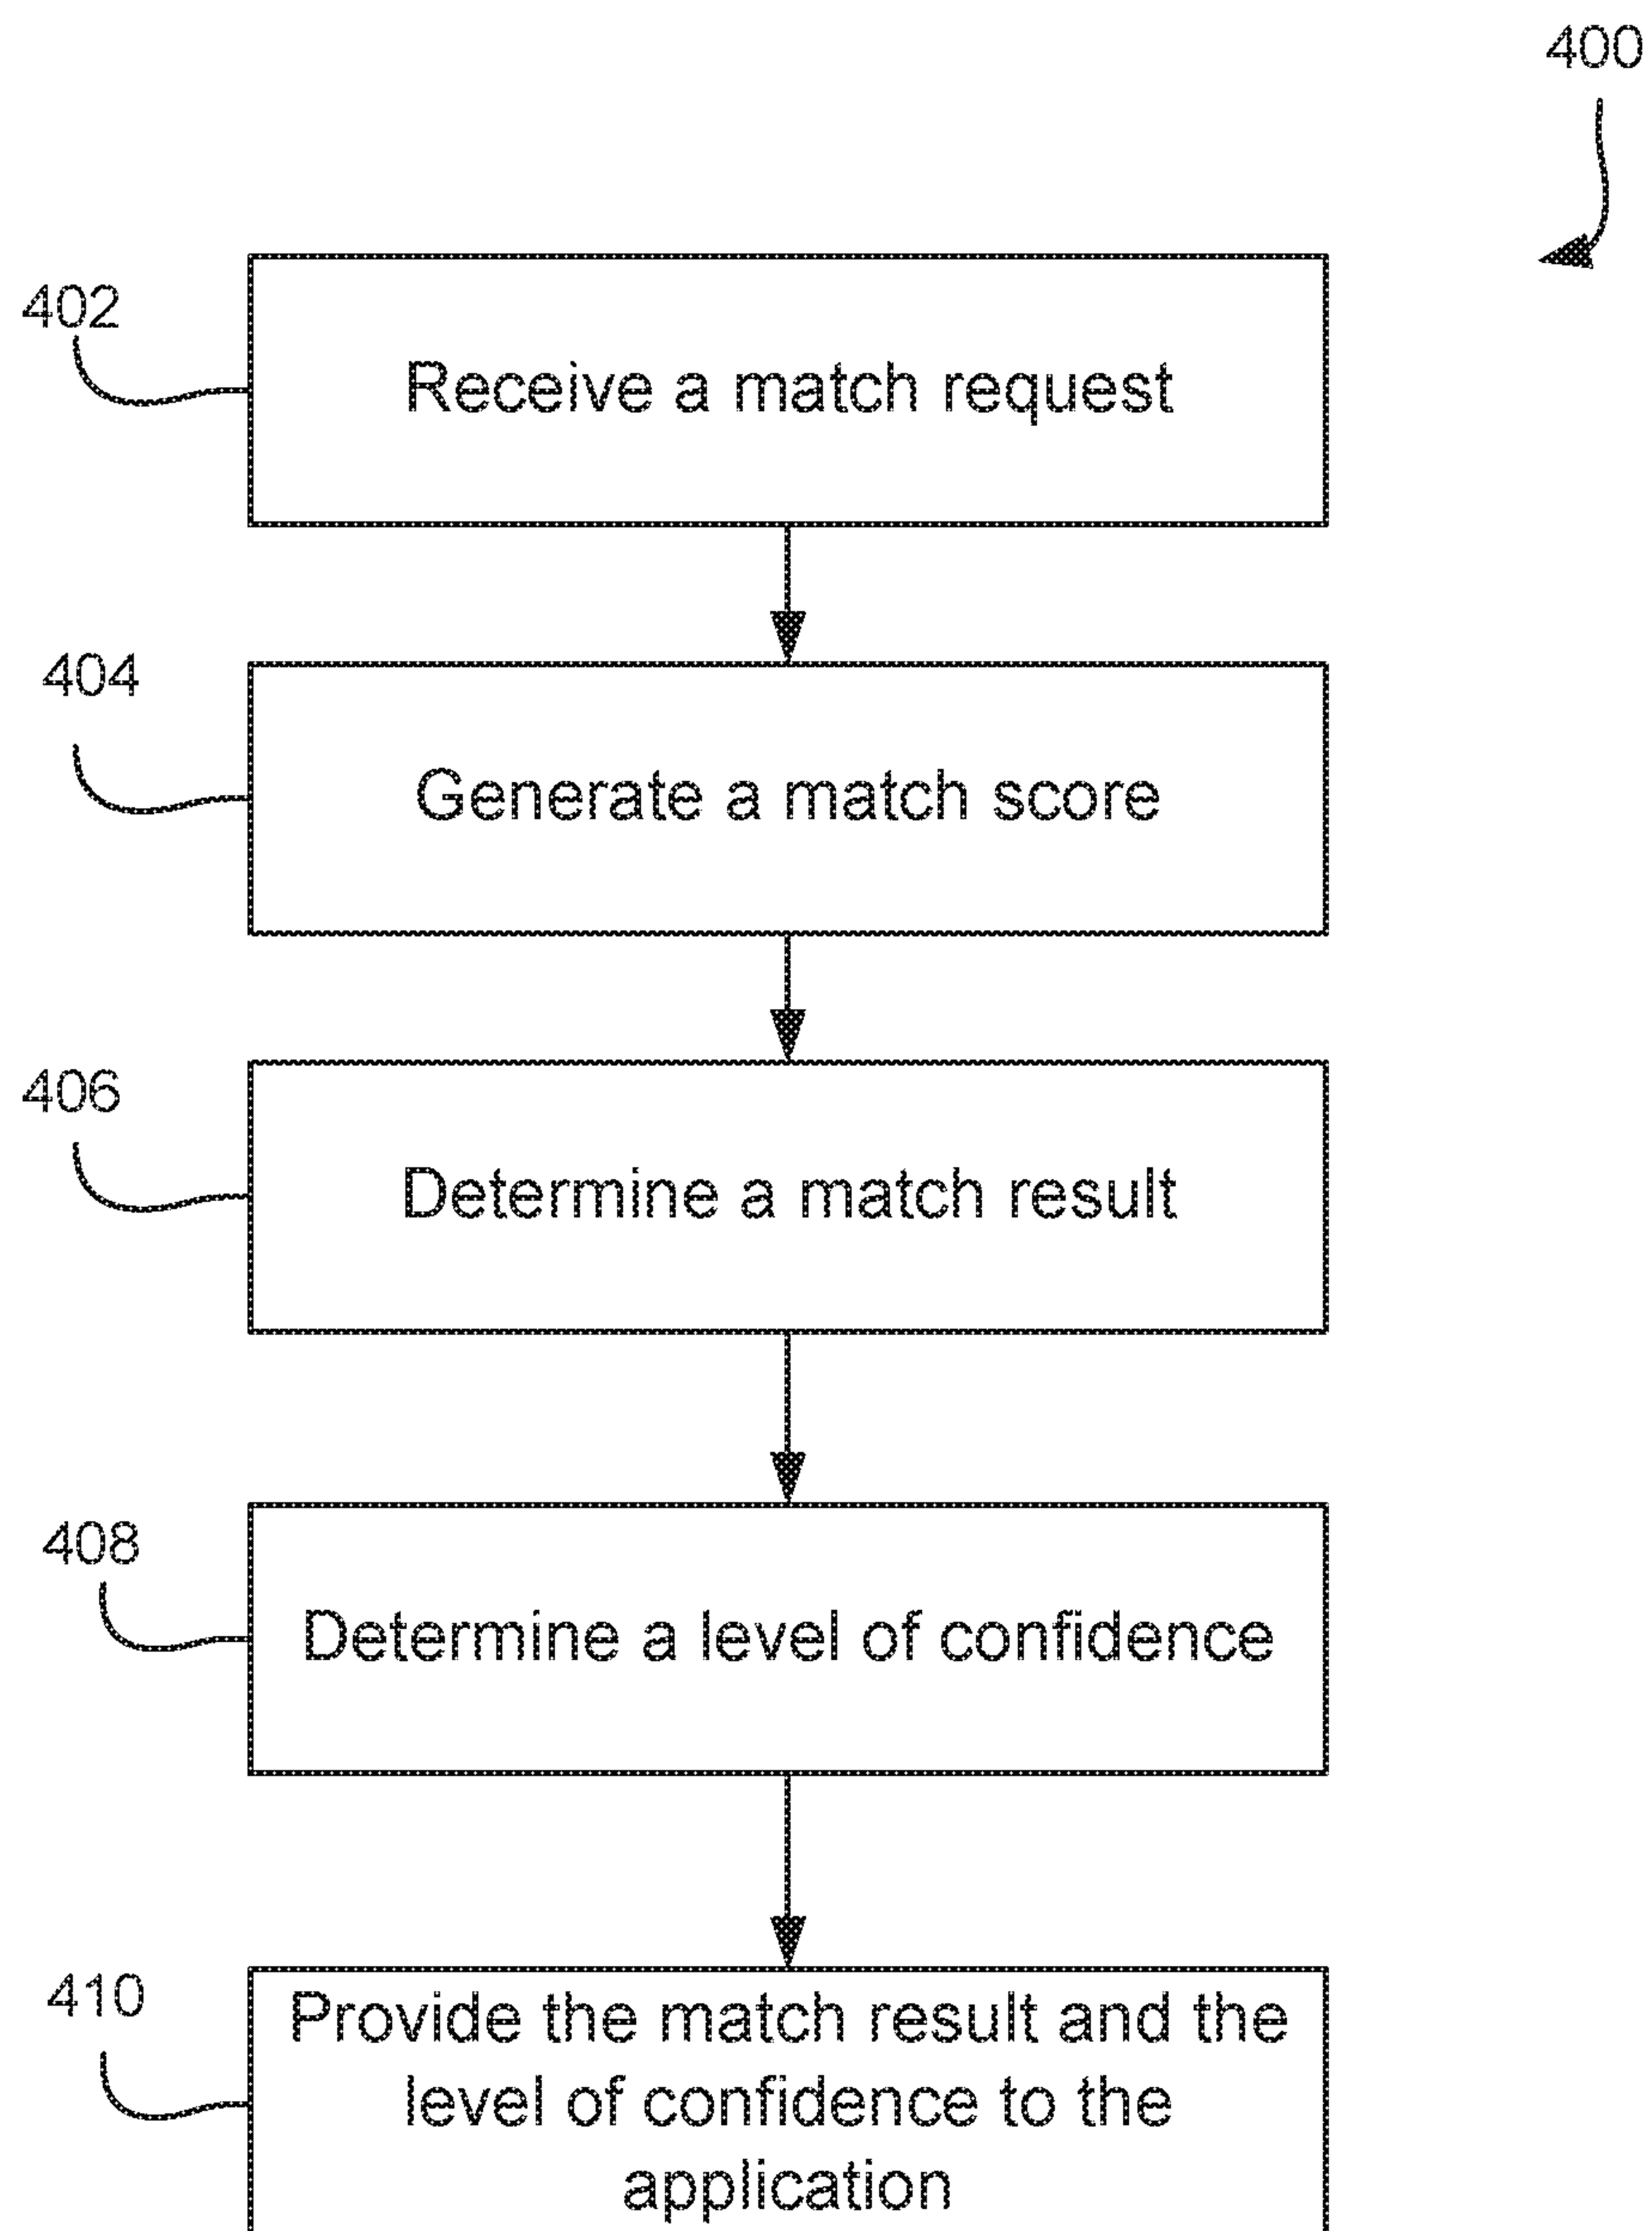 400
402
Receive a match request
404
Generate a match score
406
Determine a match result
408
Determine a level of confidence
410
Provide the match result and the
level of confidence to the
application